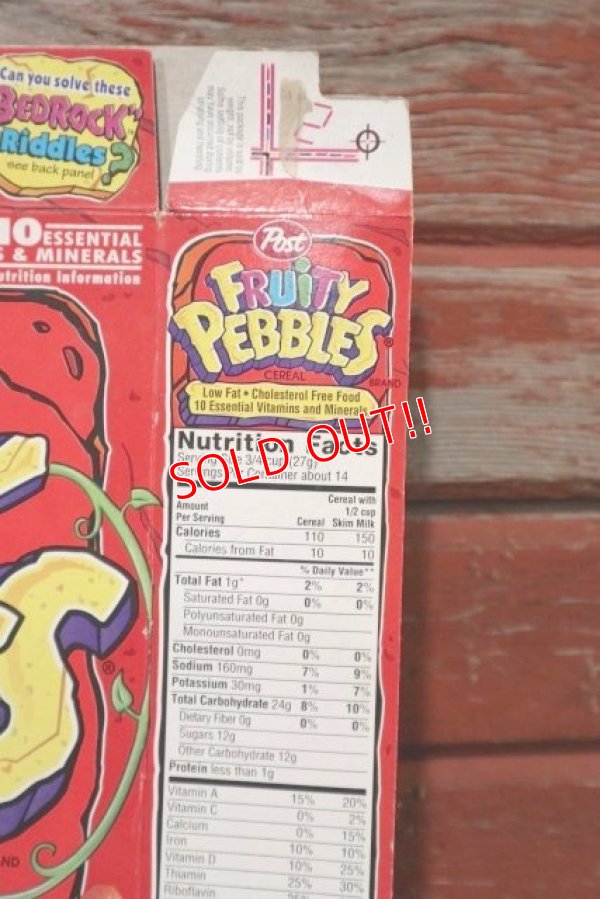 Can you solve these
BEDROCK
Riddles?
see back panel
10 ESSENTIAL
& MINERALS
Nutrition Information
Post
FRUiTY
PEBBLES®
CEREAL
BRAND
Low Fat • Cholesterol Free Food
10 Essential Vitamins and Minerals
SOLD OUT!!
Nutrition Facts
Serving Size 3/4 cup (27g)
Servings Per Container about 14
Amount Per Serving
Cereal
Cereal with 1/2 cup Skim Milk
Calories 110 150
Calories from Fat 10 10
% Daily Value**
Total Fat 1g* 2% 2%
Saturated Fat 0g 0% 0%
Polyunsaturated Fat 0g
Monounsaturated Fat 0g
Cholesterol 0mg 0% 0%
Sodium 160mg 7% 9%
Potassium 30mg 1% 7%
Total Carbohydrate 24g 8% 10%
Dietary Fiber 0g 0% 0%
Sugars 12g
Other Carbohydrate 12g
Protein less than 1g
Vitamin A 15% 20%
Vitamin C 0% 2%
Calcium 0% 15%
Iron 10% 10%
Vitamin D 10% 25%
Thiamin 25% 30%
Riboflavin
S®